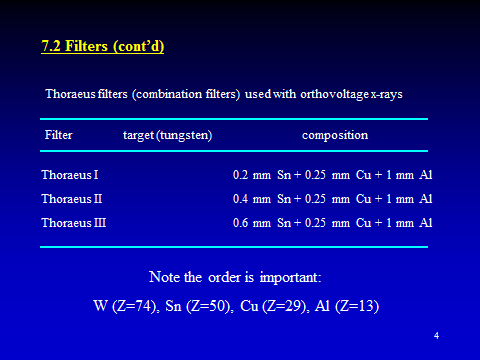 7.2 Filters (cont’d)
Thoraeus filters (combination filters) used with orthovoltage x-rays
Filter target (tungsten) composition
Thoraeus I 0.2 mm Sn + 0.25 mm Cu + 1 mm Al
Thoraeus II 0.4 mm Sn + 0.25 mm Cu + 1 mm Al
Thoraeus III 0.6 mm Sn + 0.25 mm Cu + 1 mm Al
Note the order is important:
W (Z=74), Sn (Z=50), Cu (Z=29), Al (Z=13)
4